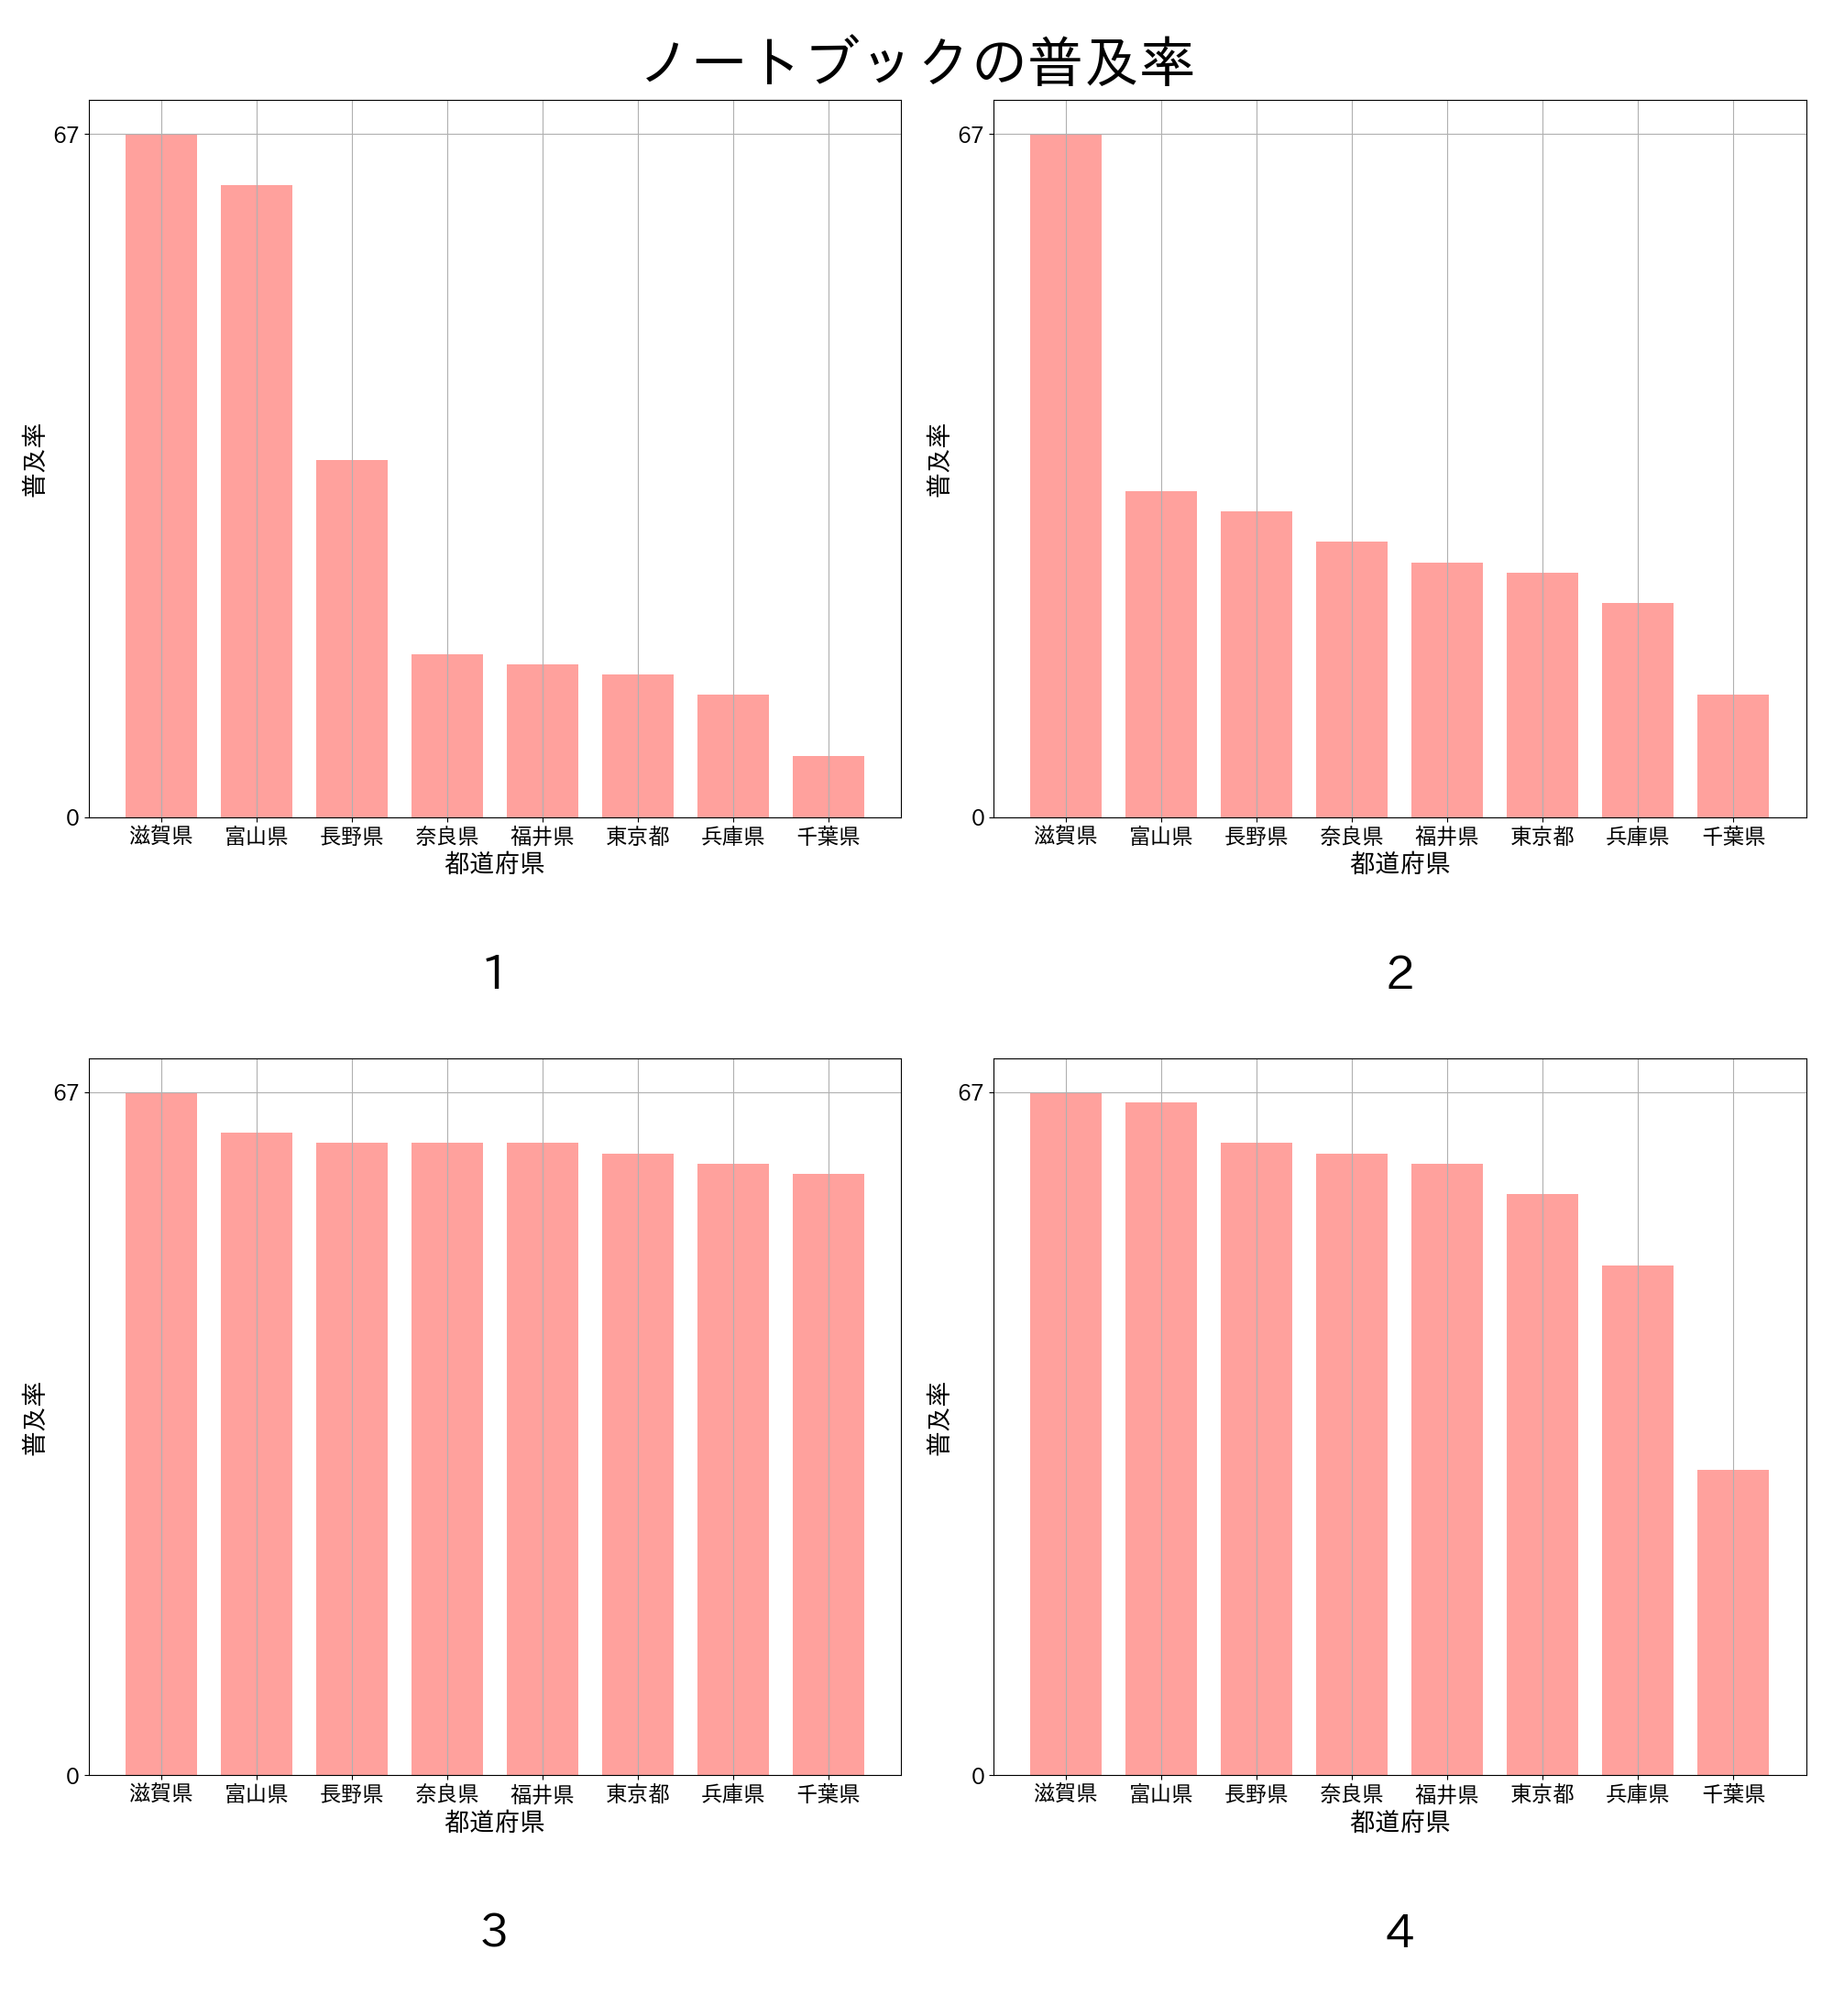 ノートブックの普及率
67
0
普及率
滋賀県 富山県 長野県 奈良県 福井県 東京都 兵庫県 千葉県
都道府県
1
67
0
普及率
滋賀県 富山県 長野県 奈良県 福井県 東京都 兵庫県 千葉県
都道府県
2
67
0
普及率
滋賀県 富山県 長野県 奈良県 福井県 東京都 兵庫県 千葉県
都道府県
3
67
0
普及率
滋賀県 富山県 長野県 奈良県 福井県 東京都 兵庫県 千葉県
都道府県
4